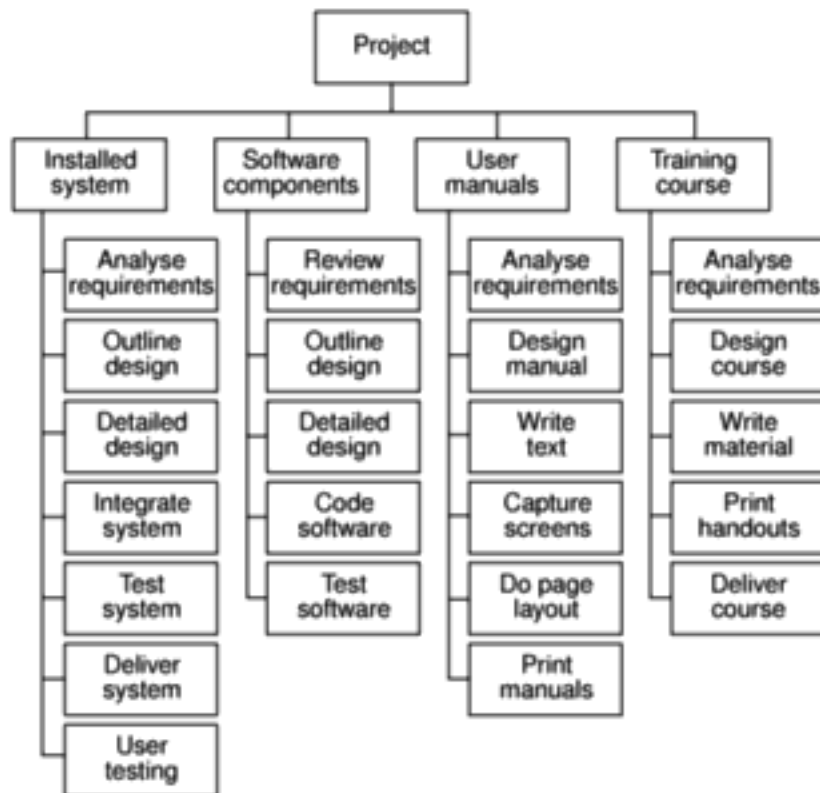 Project
Installed
system
Software
components
User
manuals
Training
course
Analyse
requirements
Outline
design
Detailed
design
Integrate
system
Test
system
Deliver
system
User
testing
Review
requirements
Outline
design
Detailed
design
Code
software
Test
software
Analyse
requirements
Design
manual
Write
text
Capture
screens
Do page
layout
Print
manuals
Analyse
requirements
Design
course
Write
material
Print
handouts
Deliver
course